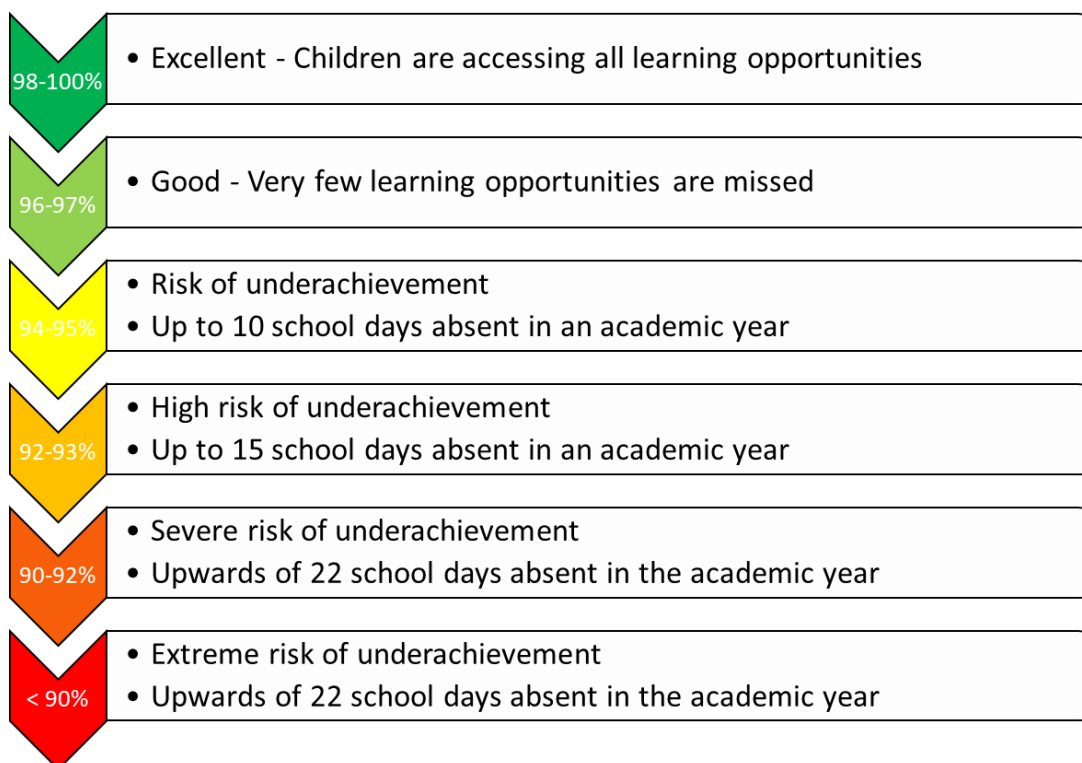 98-100%
• Excellent - Children are accessing all learning opportunities
96-97%
• Good - Very few learning opportunities are missed
94-95%
• Risk of underachievement
• Up to 10 school days absent in an academic year
92-93%
• High risk of underachievement
• Up to 15 school days absent in an academic year
90-92%
• Severe risk of underachievement
• Upwards of 22 school days absent in the academic year
< 90%
• Extreme risk of underachievement
• Upwards of 22 school days absent in the academic year